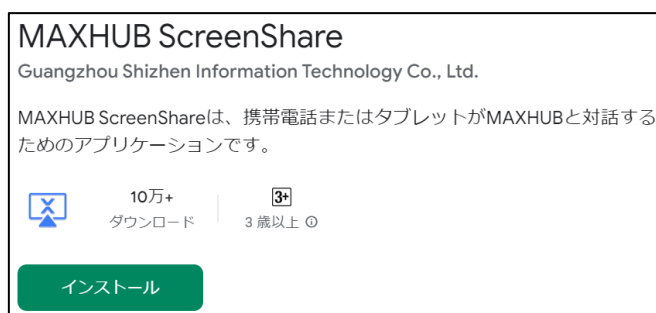 MAXHUB ScreenShare
Guangzhou Shizhen Information Technology Co., Ltd.
MAXHUB ScreenShareは、携帯電話またはタブレットがMAXHUBと対話する
ためのアプリケーションです。
10万+ 3+
ダウンロード 3 歳以上
インストール